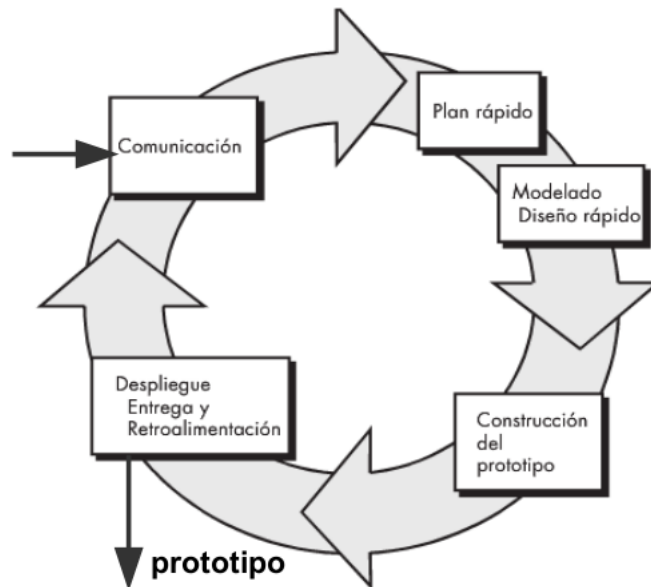 Comunicación
Plan rápido
Modelado
Diseño rápido
Construcción
del
prototipo
Despliegue
Entrega y
Retroalimentación
prototipo